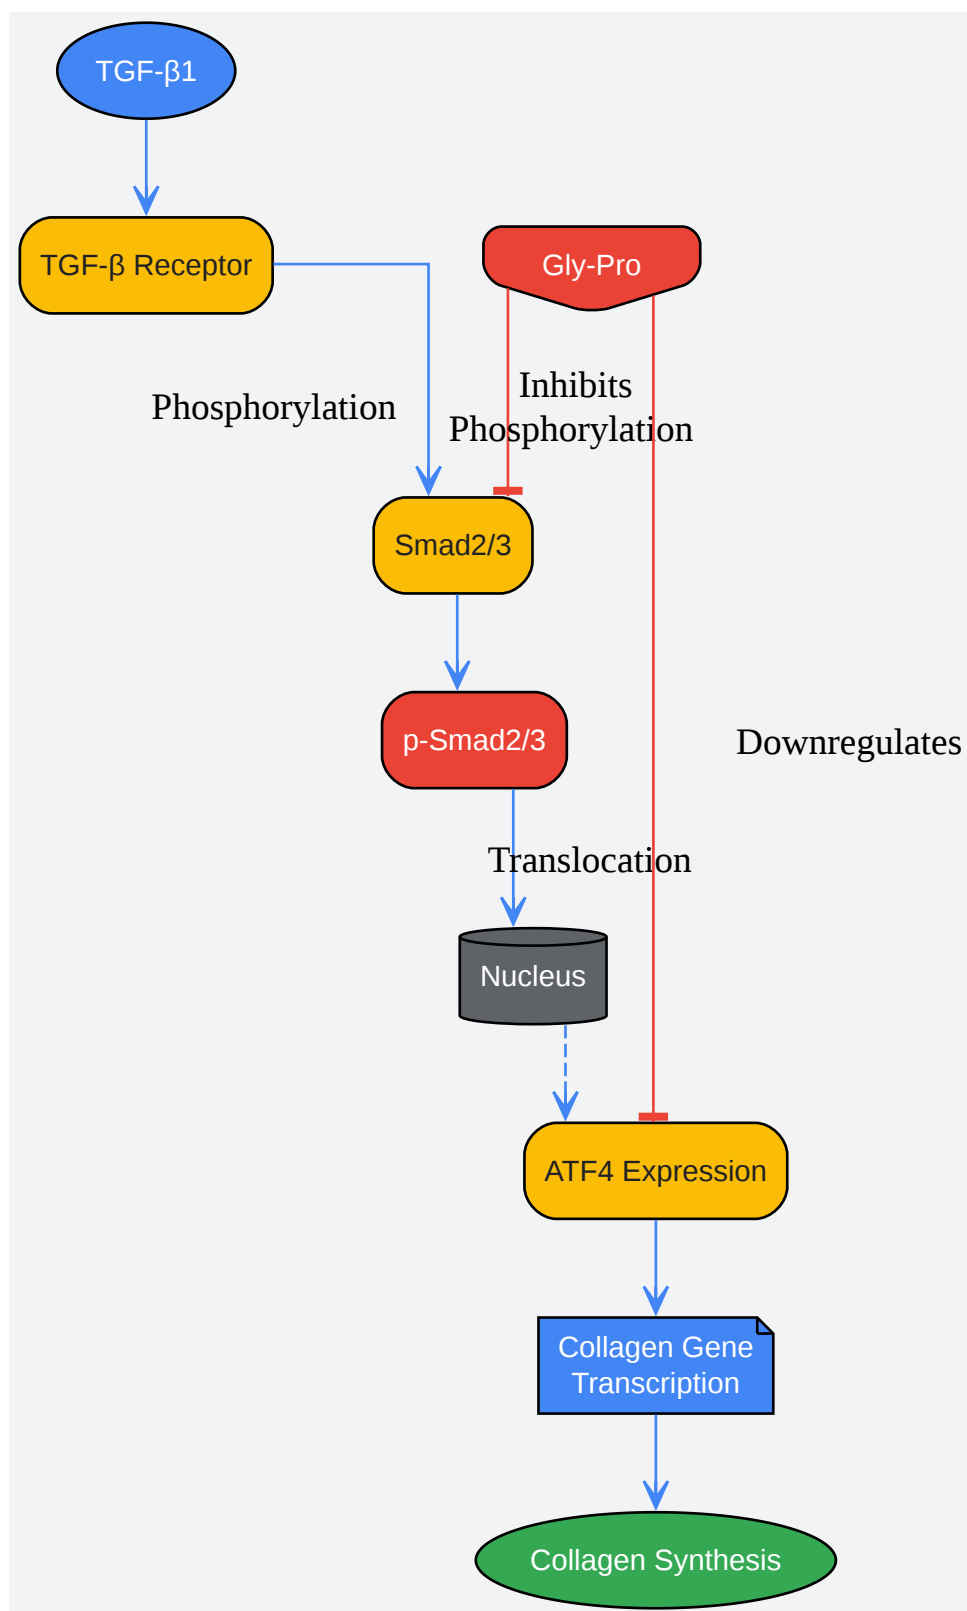 TGF-β1
TGF-β Receptor
Gly-Pro
Phosphorylation
Inhibits
Phosphorylation
Smad2/3
p-Smad2/3
Downregulates
Translocation
Nucleus
ATF4 Expression
Collagen Gene
Transcription
Collagen Synthesis